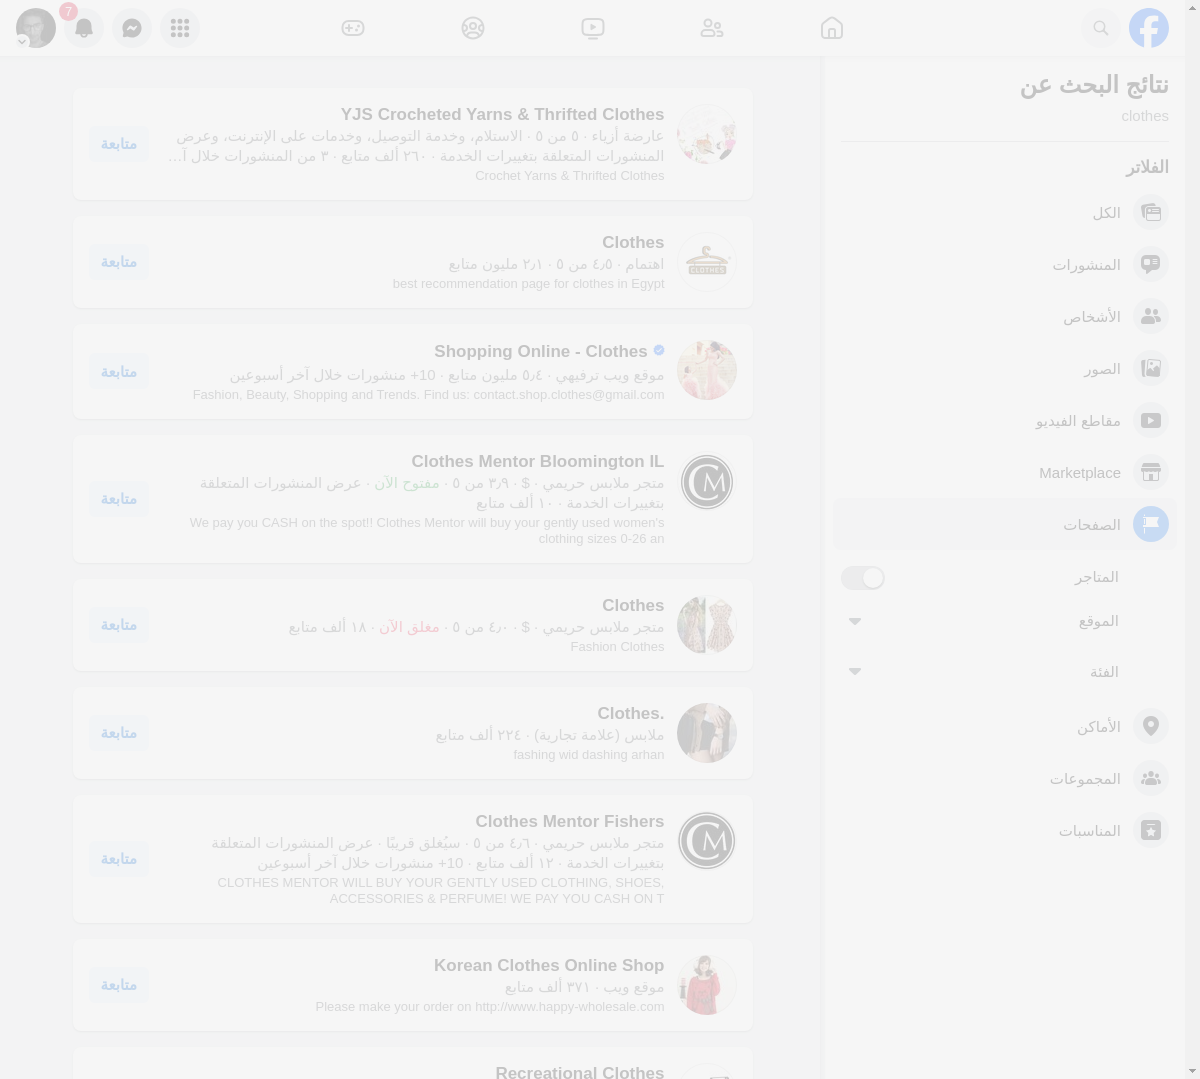 7
نتائج البحث عن
clothes
الفلاتر
الكل
المنشورات
الأشخاص
الصور
مقاطع الفيديو
Marketplace
الصفحات
المتاجر
الموقع
الفئة
الأماكن
المجموعات
المناسبات
YJS Crocheted Yarns & Thrifted Clothes
عارضة أزياء · ٥ من ٥ · الاستلام، وخدمة التوصيل، وخدمات على الإنترنت، وعرض
المنشورات المتعلقة بتغييرات الخدمة · ٢٦٠ ألف متابع · ٣ من المنشورات خلال آ...
Crochet Yarns & Thrifted Clothes
متابعة
Clothes
اهتمام · ٤٫٥ من ٥ · ٢٫١ مليون متابع
best recommendation page for clothes in Egypt
متابعة
CLOTHES
Shopping Online - Clothes
موقع ويب ترفيهي · ٥٫٤ مليون متابع · 10+ منشورات خلال آخر أسبوعين
Fashion, Beauty, Shopping and Trends. Find us: contact.shop.clothes@gmail.com
متابعة
Clothes Mentor Bloomington IL
متجر ملابس حريمي · $ · ٣٫٩ من ٥ · مفتوح الآن · عرض المنشورات المتعلقة
بتغييرات الخدمة · ١٠ ألف متابع
We pay you CASH on the spot!! Clothes Mentor will buy your gently used women's
clothing sizes 0-26 an
متابعة
CM
Clothes
متجر ملابس حريمي · $ · ٤٫٠ من ٥ · مغلق الآن · ١٨ ألف متابع
Fashion Clothes
متابعة
Clothes.
ملابس (علامة تجارية) · ٢٢٤ ألف متابع
fashing wid dashing arhan
متابعة
Clothes Mentor Fishers
متجر ملابس حريمي · ٤٫٦ من ٥ · سيُغلق قريبًا · عرض المنشورات المتعلقة
بتغييرات الخدمة · ١٢ ألف متابع · 10+ منشورات خلال آخر أسبوعين
CLOTHES MENTOR WILL BUY YOUR GENTLY USED CLOTHING, SHOES,
ACCESSORIES & PERFUME! WE PAY YOU CASH ON T
متابعة
CM
Korean Clothes Online Shop
موقع ويب · ٣٧١ ألف متابع
Please make your order on http://www.happy-wholesale.com
متابعة
Recreational Clothes